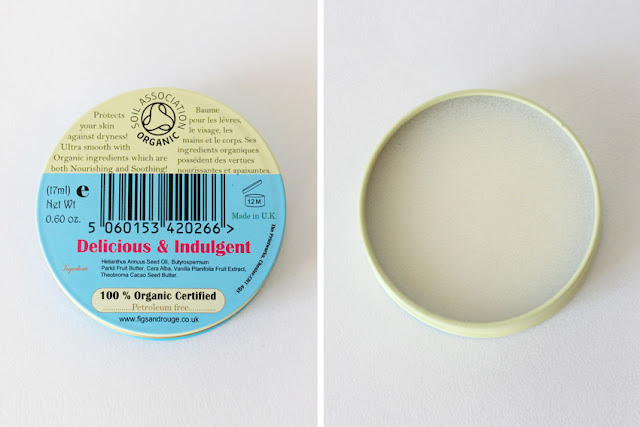 SOIL ASSOCIATION
ORGANIC
Protects
your skin
against dryness!
Ultra smooth with
Organic ingredients which are
both Nourishing and Soothing!
Baume
pour les lèvres,
le visage, les
mains et le corps. Ses
ingredients organiques
possédent des vertues
nourissantes et apaisantes.
(17ml) e
Net Wt
0.60 oz.
5 060153 420266 >
12 M
Made in U.K.
Delicious & Indulgent
Ingredients:
Helianthus Annuus Seed Oil, Butyrospermum
Parkii Fruit Butter, Cera Alba, Vanilla Planifolia Fruit Extract,
Theobroma Cacao Seed Butter.
100 % Organic Certified
Petroleum free
www.figsandrouge.co.uk